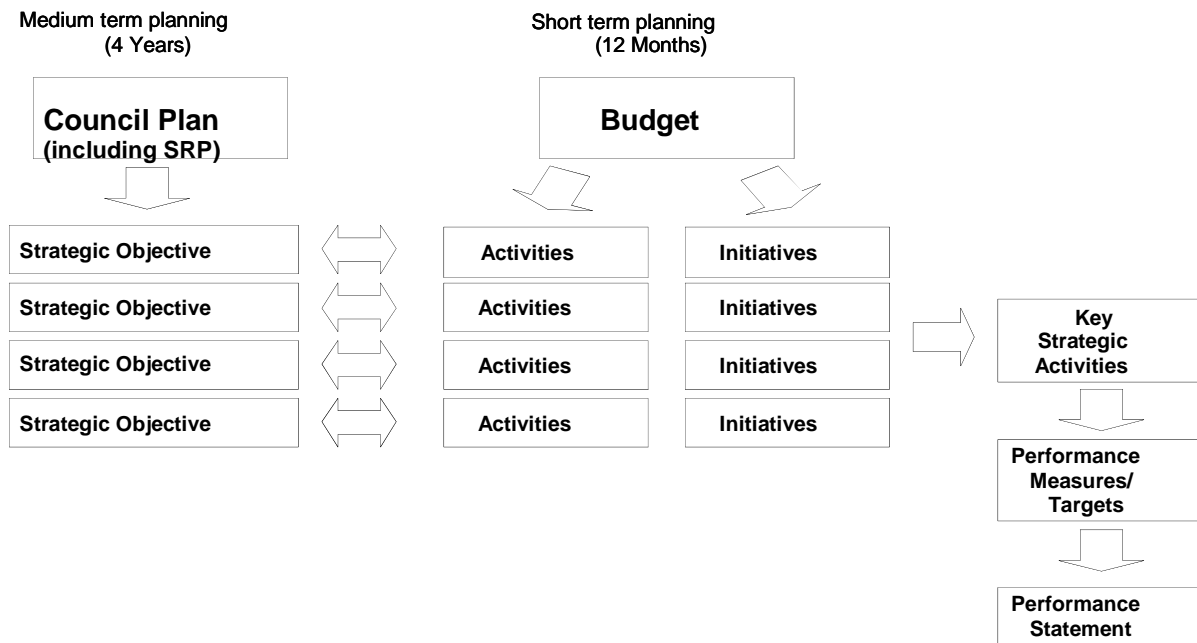 Medium term planning
(4 Years)
Short term planning
(12 Months)
Council Plan
(including SRP)
Budget
Strategic Objective
Activities
Initiatives
Strategic Objective
Activities
Initiatives
Strategic Objective
Activities
Initiatives
Strategic Objective
Activities
Initiatives
Key
Strategic
Activities
Performance
Measures/
Targets
Performance
Statement